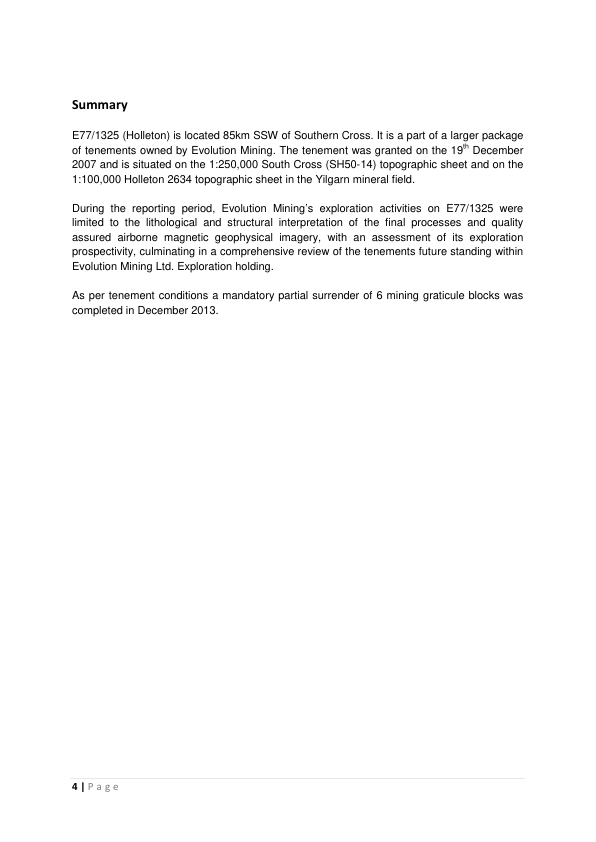 Summary
E77/1325 (Holleton) is located 85km SSW of Southern Cross. It is a part of a larger package
of tenements owned by Evolution Mining. The tenement was granted on the 19th December
2007 and is situated on the 1:250,000 South Cross (SH50-14) topographic sheet and on the
1:100,000 Holleton 2634 topographic sheet in the Yilgarn mineral field.
During the reporting period, Evolution Mining's exploration activities on E77/1325 were
limited to the lithological and structural interpretation of the final processes and quality
assured airborne magnetic geophysical imagery, with an assessment of its exploration
prospectivity, culminating in a comprehensive review of the tenements future standing within
Evolution Mining Ltd. Exploration holding.
As per tenement conditions a mandatory partial surrender of 6 mining graticule blocks was
completed in December 2013.
4 | Page